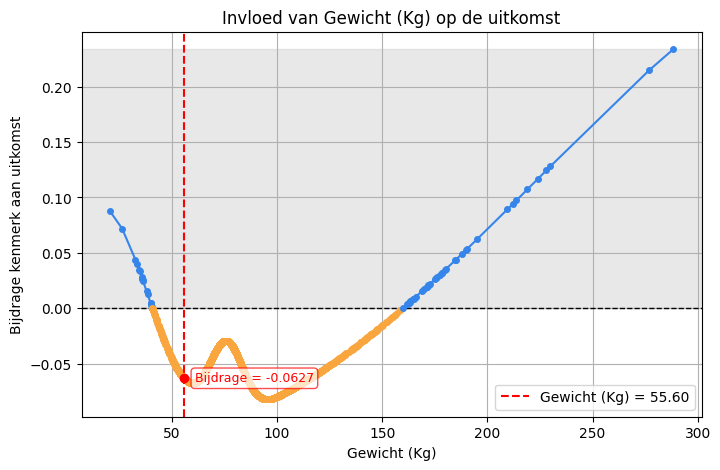 Invloed van Gewicht (Kg) op de uitkomst
Bijdrage kenmerk aan uitkomst
0.20
0.15
0.10
0.05
0.00
−0.05
Bijdrage = -0.0627
Gewicht (Kg) = 55.60
50
100
150
200
250
300
Gewicht (Kg)